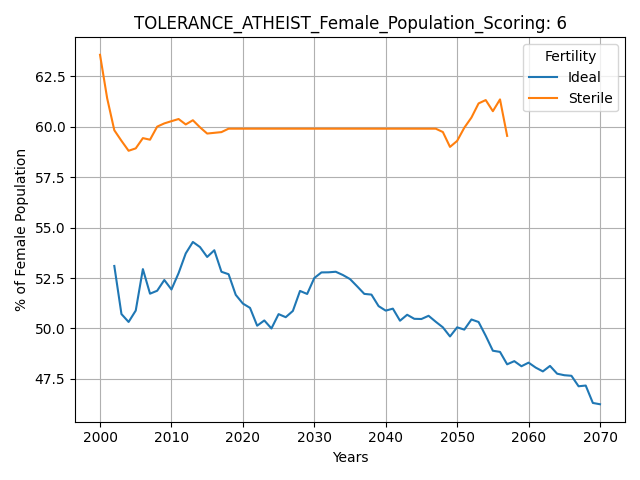 TOLERANCE_ATHEIST_Female_Population_Scoring: 6
Fertility
Ideal
Sterile
% of Female Population
62.5
60.0
57.5
55.0
52.5
50.0
47.5
2000 2010 2020 2030 2040 2050 2060 2070
Years